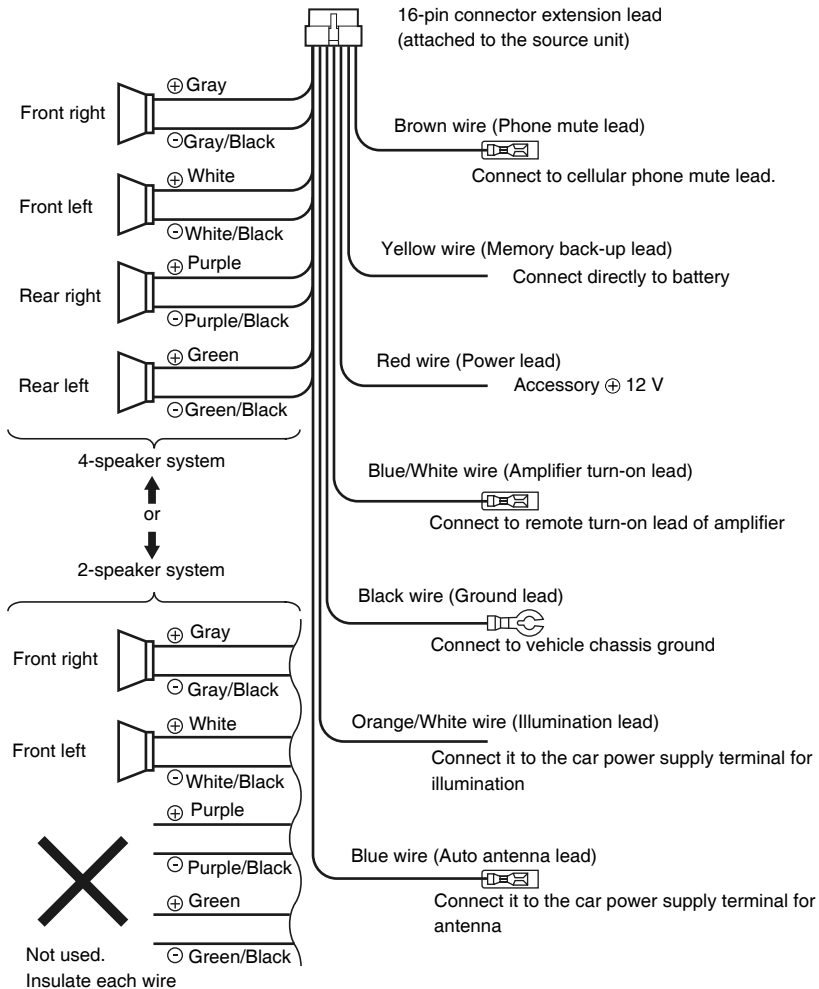 16-pin connector extension lead
(attached to the source unit)
⊕ Gray
Front right
⊖ Gray/Black
⊕ White
Front left
⊖ White/Black
⊕ Purple
Rear right
⊖ Purple/Black
⊕ Green
Rear left
⊖ Green/Black
4-speaker system
or
2-speaker system
⊕ Gray
Front right
⊖ Gray/Black
⊕ White
Front left
⊖ White/Black
⊕ Purple
⊖ Purple/Black
⊕ Green
⊖ Green/Black
Not used.
Insulate each wire
Brown wire (Phone mute lead)
Connect to cellular phone mute lead.
Yellow wire (Memory back-up lead)
Connect directly to battery
Red wire (Power lead)
Accessory ⊕ 12 V
Blue/White wire (Amplifier turn-on lead)
Connect to remote turn-on lead of amplifier
Black wire (Ground lead)
Connect to vehicle chassis ground
Orange/White wire (Illumination lead)
Connect it to the car power supply terminal for
illumination
Blue wire (Auto antenna lead)
Connect it to the car power supply terminal for
antenna